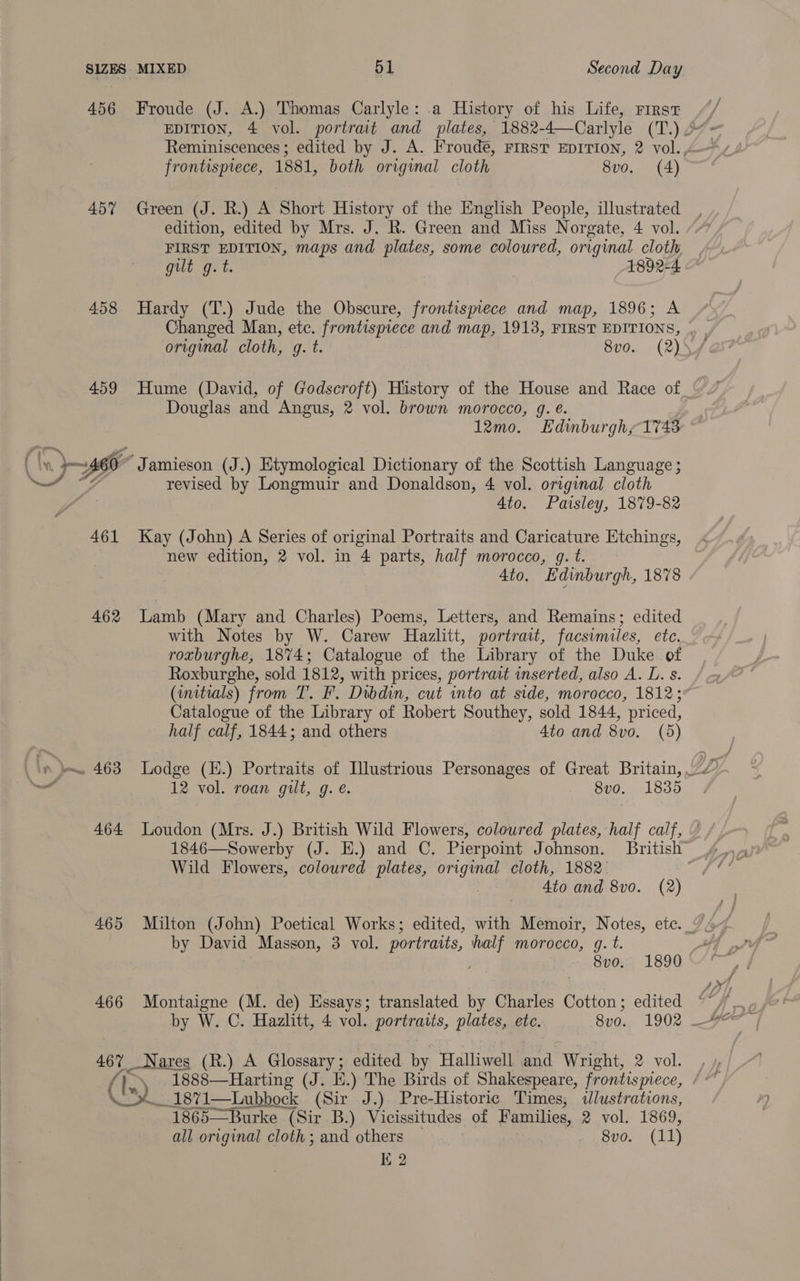 SIZES MIXED 51 Second Day
456 Froude (J. A.) Thomas Carlyle: a History of his Life, FIRST
EDITION, 4 vol. portrait and plates, 1882-4—Carlyle (T.)
Reminiscences; edited by J. A. Froude, FIRST EDITION, 2 vol.
frontispiece, 1881, both original cloth 8vo. (4)
457 Green (J. R.) A Short History of the English People, illustrated
edition, edited by Mrs. J. R. Green and Miss Norgate, 4 vol.
FIRST EDITION, maps and plates, some coloured, original cloth
gilt g. t. 1892-4
458 Hardy (T.) Jude the Obscure, frontispiece and map, 1896; A
Changed Man, etc. frontispiece and map, 1913, FIRST EDITIONS,
original cloth, g. t. 8vo. (2)
459 Hume (David, of Godscroft) History of the House and Race of
Douglas and Angus, 2 vol. brown morocco, g. e.
12mo. Edinburgh, 1743
460 Jamieson (J.) Etymological Dictionary of the Scottish Language;
revised by Longmuir and Donaldson, 4 vol. original cloth
4to. Paisley, 1879-82
461 Kay (John) A Series of original Portraits and Caricature Etchings,
new edition, 2 vol. in 4 parts, half morocco, g. t.
4to. Edinburgh, 1878
462 Lamb (Mary and Charles) Poems, Letters, and Remains; edited
with Notes by W. Carew Hazlitt, portrait, facsimiles, etc.
roxburghe, 1874; Catalogue of the Library of the Duke of
Roxburghe, sold 1812, with prices, portrait inserted, also A. L. s.
(initials) from T. F. Dibdin, cut into at side, morocco, 1812;
Catalogue of the Library of Robert Southey, sold 1844, priced,
half calf, 1844; and others 4to and 8vo. (5)
463 Lodge (E.) Portraits of Illustrious Personages of Great Britain,
12 vol. roan gilt, g. e. 8vo. 1835
464 Loudon (Mrs. J.) British Wild Flowers, coloured plates, half calf,
1846—Sowerby (J. E.) and C. Pierpoint Johnson. British
Wild Flowers, coloured plates, original cloth, 1882
4to and 8vo. (2)
465 Milton (John) Poetical Works; edited, with Memoir, Notes, etc.
by David Masson, 3 vol. portraits, half morocco, g. t.
8vo. 1890
466 Montaigne (M. de) Essays; translated by Charles Cotton; edited
by W. C. Hazlitt, 4 vol. portraits, plates, etc. 8vo. 1902
467 Nares (R.) A Glossary; edited by Halliwell and Wright, 2 vol.
1888—Harting (J. E.) The Birds of Shakespeare, frontispiece,
1871—Lubbock (Sir J.) Pre-Historic Times, illustrations,
1865—Burke (Sir B.) Vicissitudes of Families, 2 vol. 1869,
all original cloth; and others 8vo. (11)
E 2